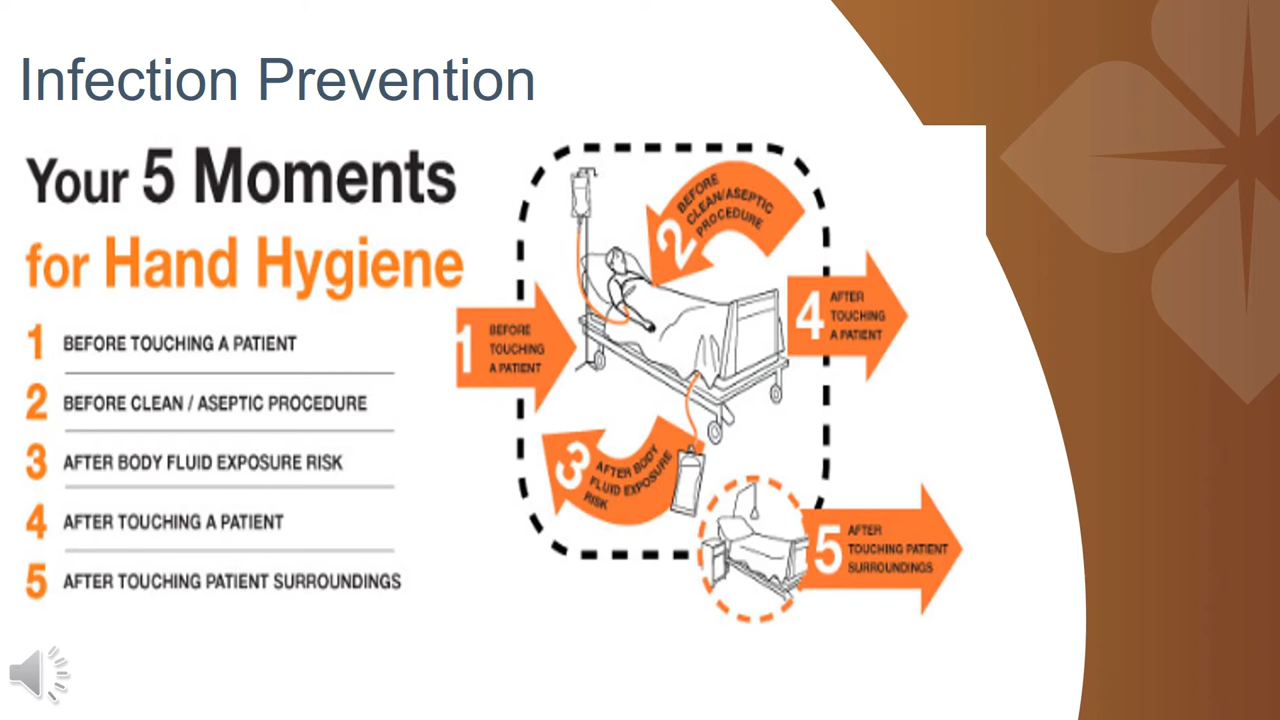 Infection Prevention
Your 5 Moments
for Hand Hygiene
1 BEFORE TOUCHING A PATIENT
2 BEFORE CLEAN / ASEPTIC PROCEDURE
3 AFTER BODY FLUID EXPOSURE RISK
4 AFTER TOUCHING A PATIENT
5 AFTER TOUCHING PATIENT SURROUNDINGS
1
BEFORE
TOUCHING
A PATIENT
2
BEFORE
CLEAN/ASEPTIC
PROCEDURE
3
AFTER BODY
FLUID EXPOSURE
RISK
4
AFTER
TOUCHING
A PATIENT
5
AFTER
TOUCHING PATIENT
SURROUNDINGS